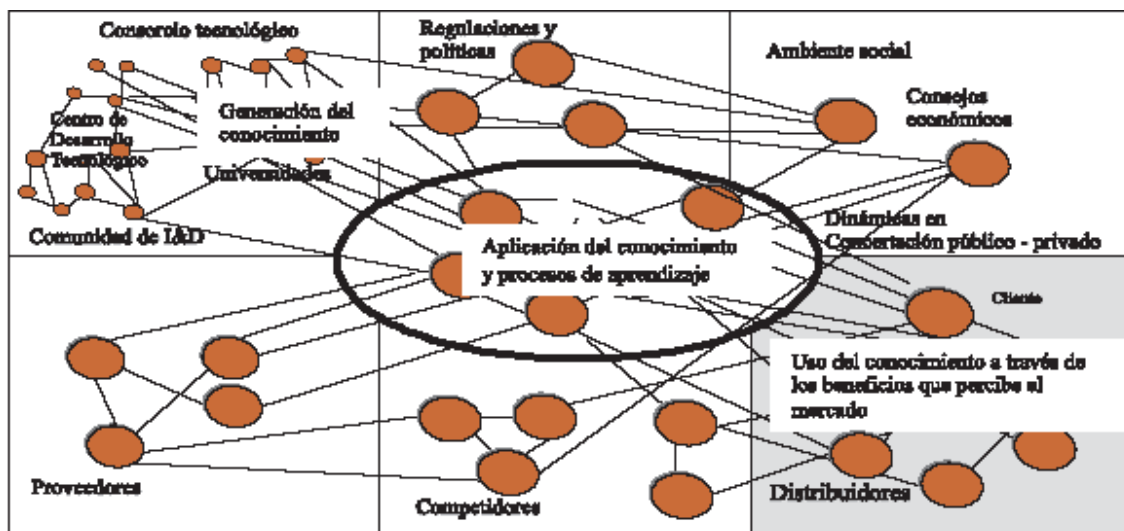 Consorcio tecnológico
Regulaciones y
políticas
Ambiente social
Generación del
conocimiento
Consejos
económicos
Centro de
Desarrollo
Tecnológico
Universidades
Comunidad de I&D
Aplicación del conocimiento
y procesos de aprendizaje
Dinámicas en
Concertación público - privado
Cliente
Uso del conocimiento a través de
los beneficios que percibe el
mercado
Proveedores
Competidores
Distribuidores